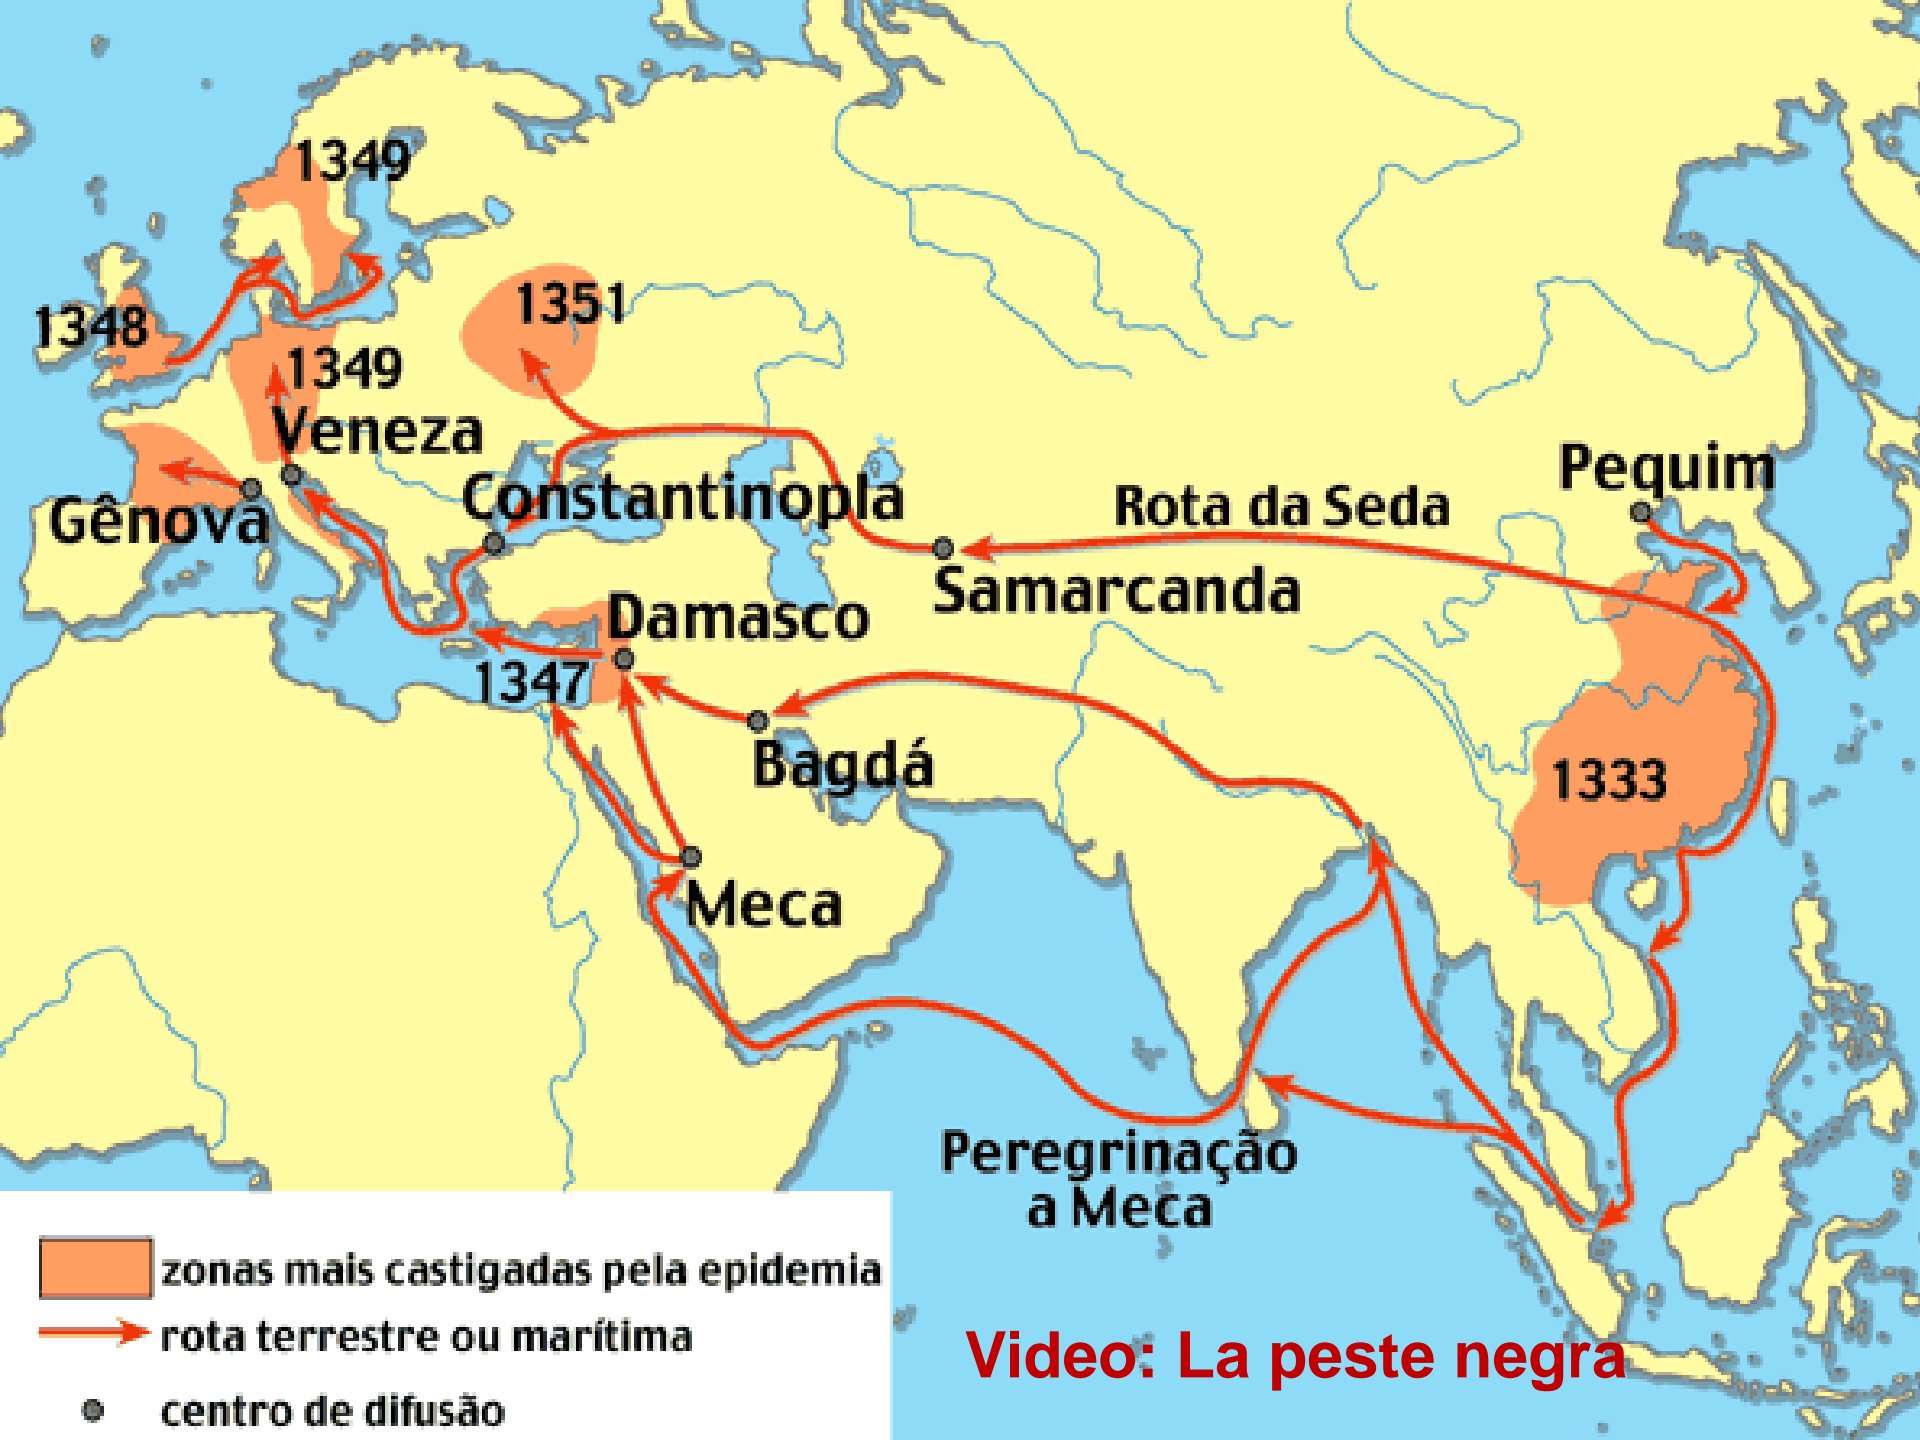 1349
1351
1348
1349
Veneza
Constantinopla
Gênova
Pequim
Rota da Seda
Samarcanda
Damasco
1347
Bagdá
1333
Meca
Peregrinação
a Meca
zonas mais castigadas pela epidemia
rota terrestre ou marítima
centro de difusão
Video: La peste negra